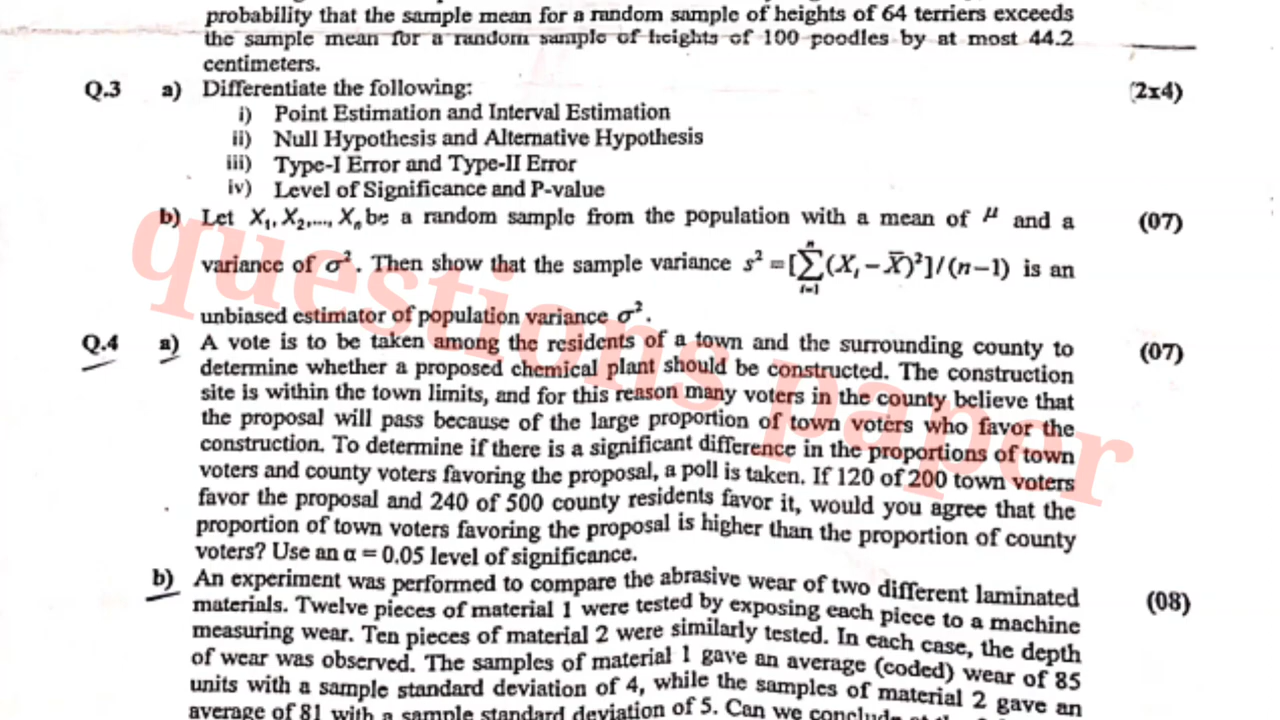 probability that the sample mean for a random sample of heights of 64 terriers exceeds
the sample mean for a random sample of heights of 100 poodles by at most 44.2
centimeters.
Q.3 a) Differentiate the following: (2x4)
i) Point Estimation and Interval Estimation
ii) Null Hypothesis and Alternative Hypothesis
iii) Type-I Error and Type-II Error
iv) Level of Significance and P-value
b) Let X₁, X₂,..., Xₙ be a random sample from the population with a mean of μ and a (07)
variance of σ². Then show that the sample variance s² = [∑ⁿᵢ₌₁(Xᵢ − X̄)²]/(n−1) is an
unbiased estimator of population variance σ².
Q.4 a) A vote is to be taken among the residents of a town and the surrounding county to (07)
determine whether a proposed chemical plant should be constructed. The construction
site is within the town limits, and for this reason many voters in the county believe that
the proposal will pass because of the large proportion of town voters who favor the
construction. To determine if there is a significant difference in the proportions of town
voters and county voters favoring the proposal, a poll is taken. If 120 of 200 town voters
favor the proposal and 240 of 500 county residents favor it, would you agree that the
proportion of town voters favoring the proposal is higher than the proportion of county
voters? Use an α = 0.05 level of significance.
b) An experiment was performed to compare the abrasive wear of two different laminated (08)
materials. Twelve pieces of material 1 were tested by exposing each piece to a machine
measuring wear. Ten pieces of material 2 were similarly tested. In each case, the depth
of wear was observed. The samples of material 1 gave an average (coded) wear of 85
units with a sample standard deviation of 4, while the samples of material 2 gave an
average of 81 with a sample standard deviation of 5. Can we conclude
questions paper